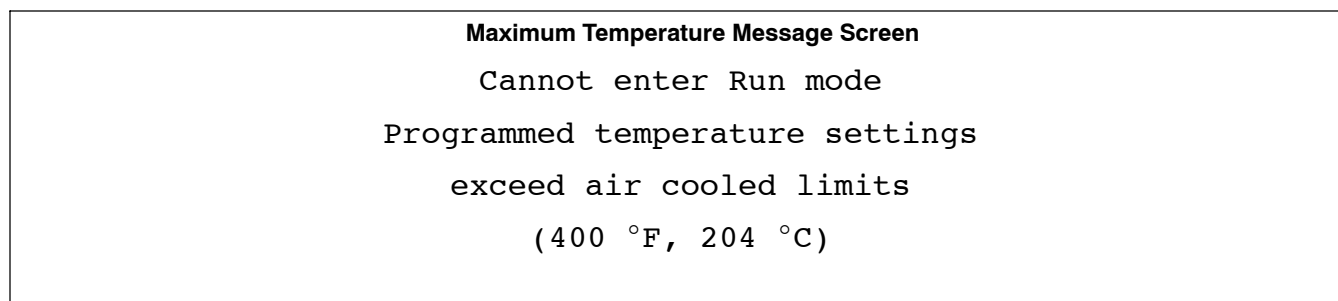 Maximum Temperature Message Screen
Cannot enter Run mode
Programmed temperature settings
exceed air cooled limits
(400 °F, 204 °C)